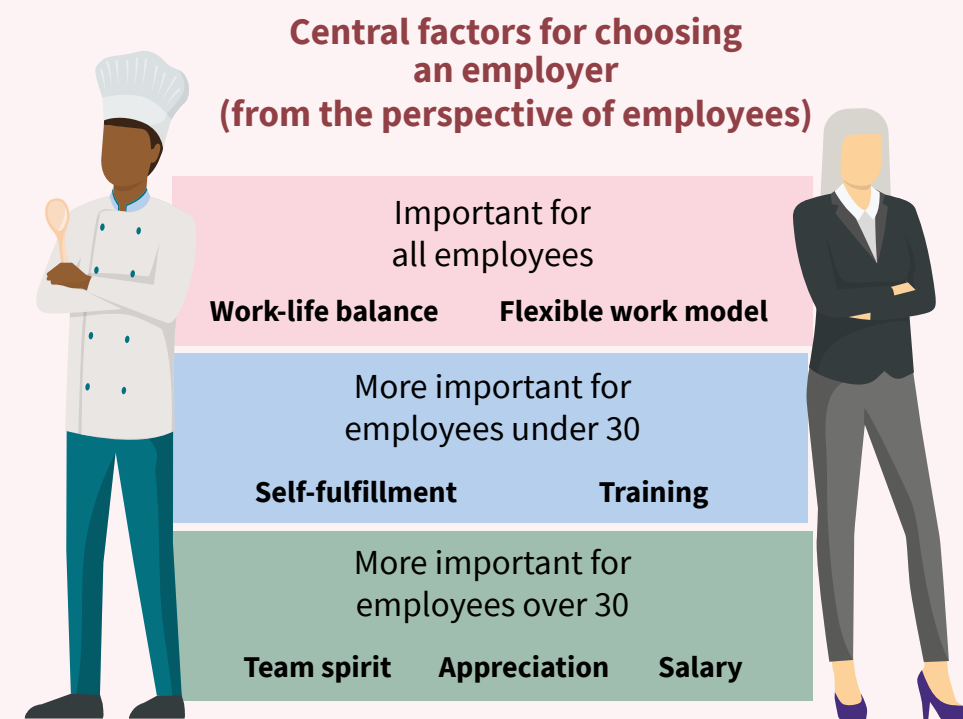 Central factors for choosing
an employer
(from the perspective of employees)
Important for
all employees
Work-life balance Flexible work model
More important for
employees under 30
Self-fulfillment Training
More important for
employees over 30
Team spirit Appreciation Salary